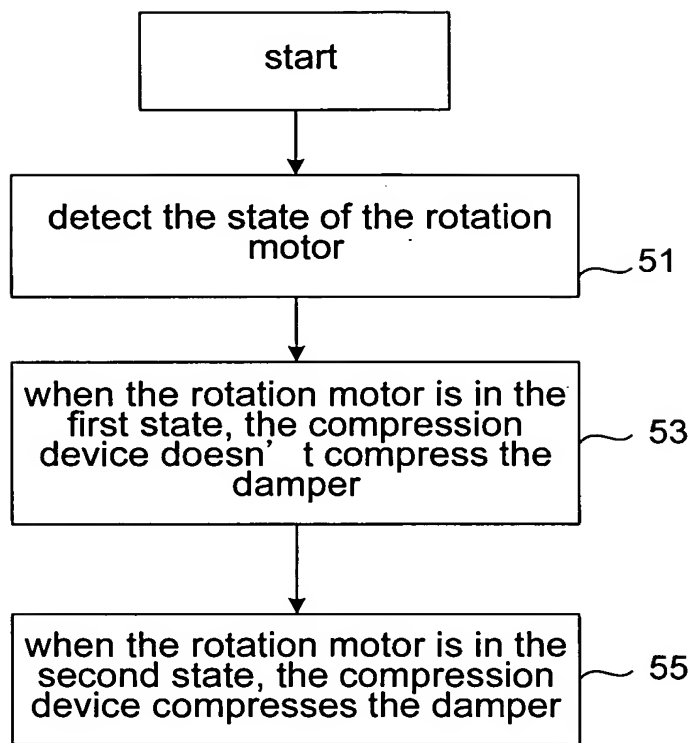 start
detect the state of the rotation
motor
51
when the rotation motor is in the
first state, the compression
device doesn' t compress the
damper
53
when the rotation motor is in the
second state, the compression
device compresses the damper
55